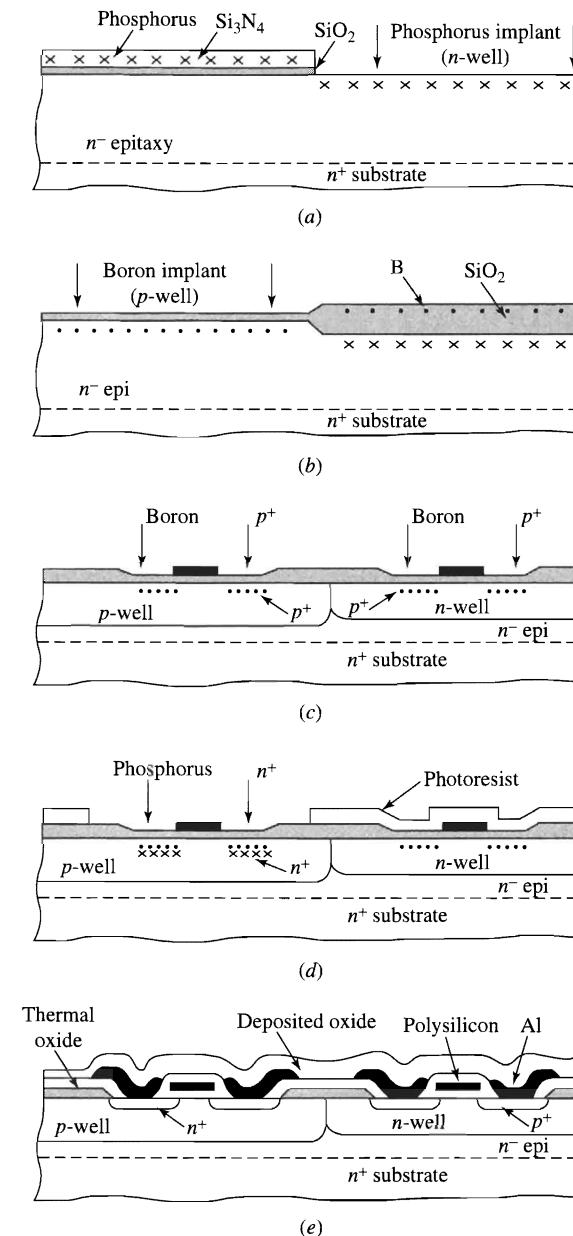 Phosphorus Si₃N₄ SiO₂ Phosphorus implant
(n-well)
× × × × × × × × × ×
× × × × × × × × × ×
n⁻ epitaxy
n⁺ substrate
(a)
Boron implant
(p-well)
B SiO₂
× × × × × × × × ×
n⁻ epi
n⁺ substrate
(b)
Boron p⁺ Boron p⁺
p-well p⁺ p⁺ n-well
n⁻ epi
n⁺ substrate
(c)
Phosphorus n⁺
Photoresist
×××× ××××
p-well n⁺ n-well
n⁻ epi
n⁺ substrate
(d)
Thermal
oxide
Deposited oxide Polysilicon Al
p-well n⁺ n-well p⁺
n⁻ epi
n⁺ substrate
(e)